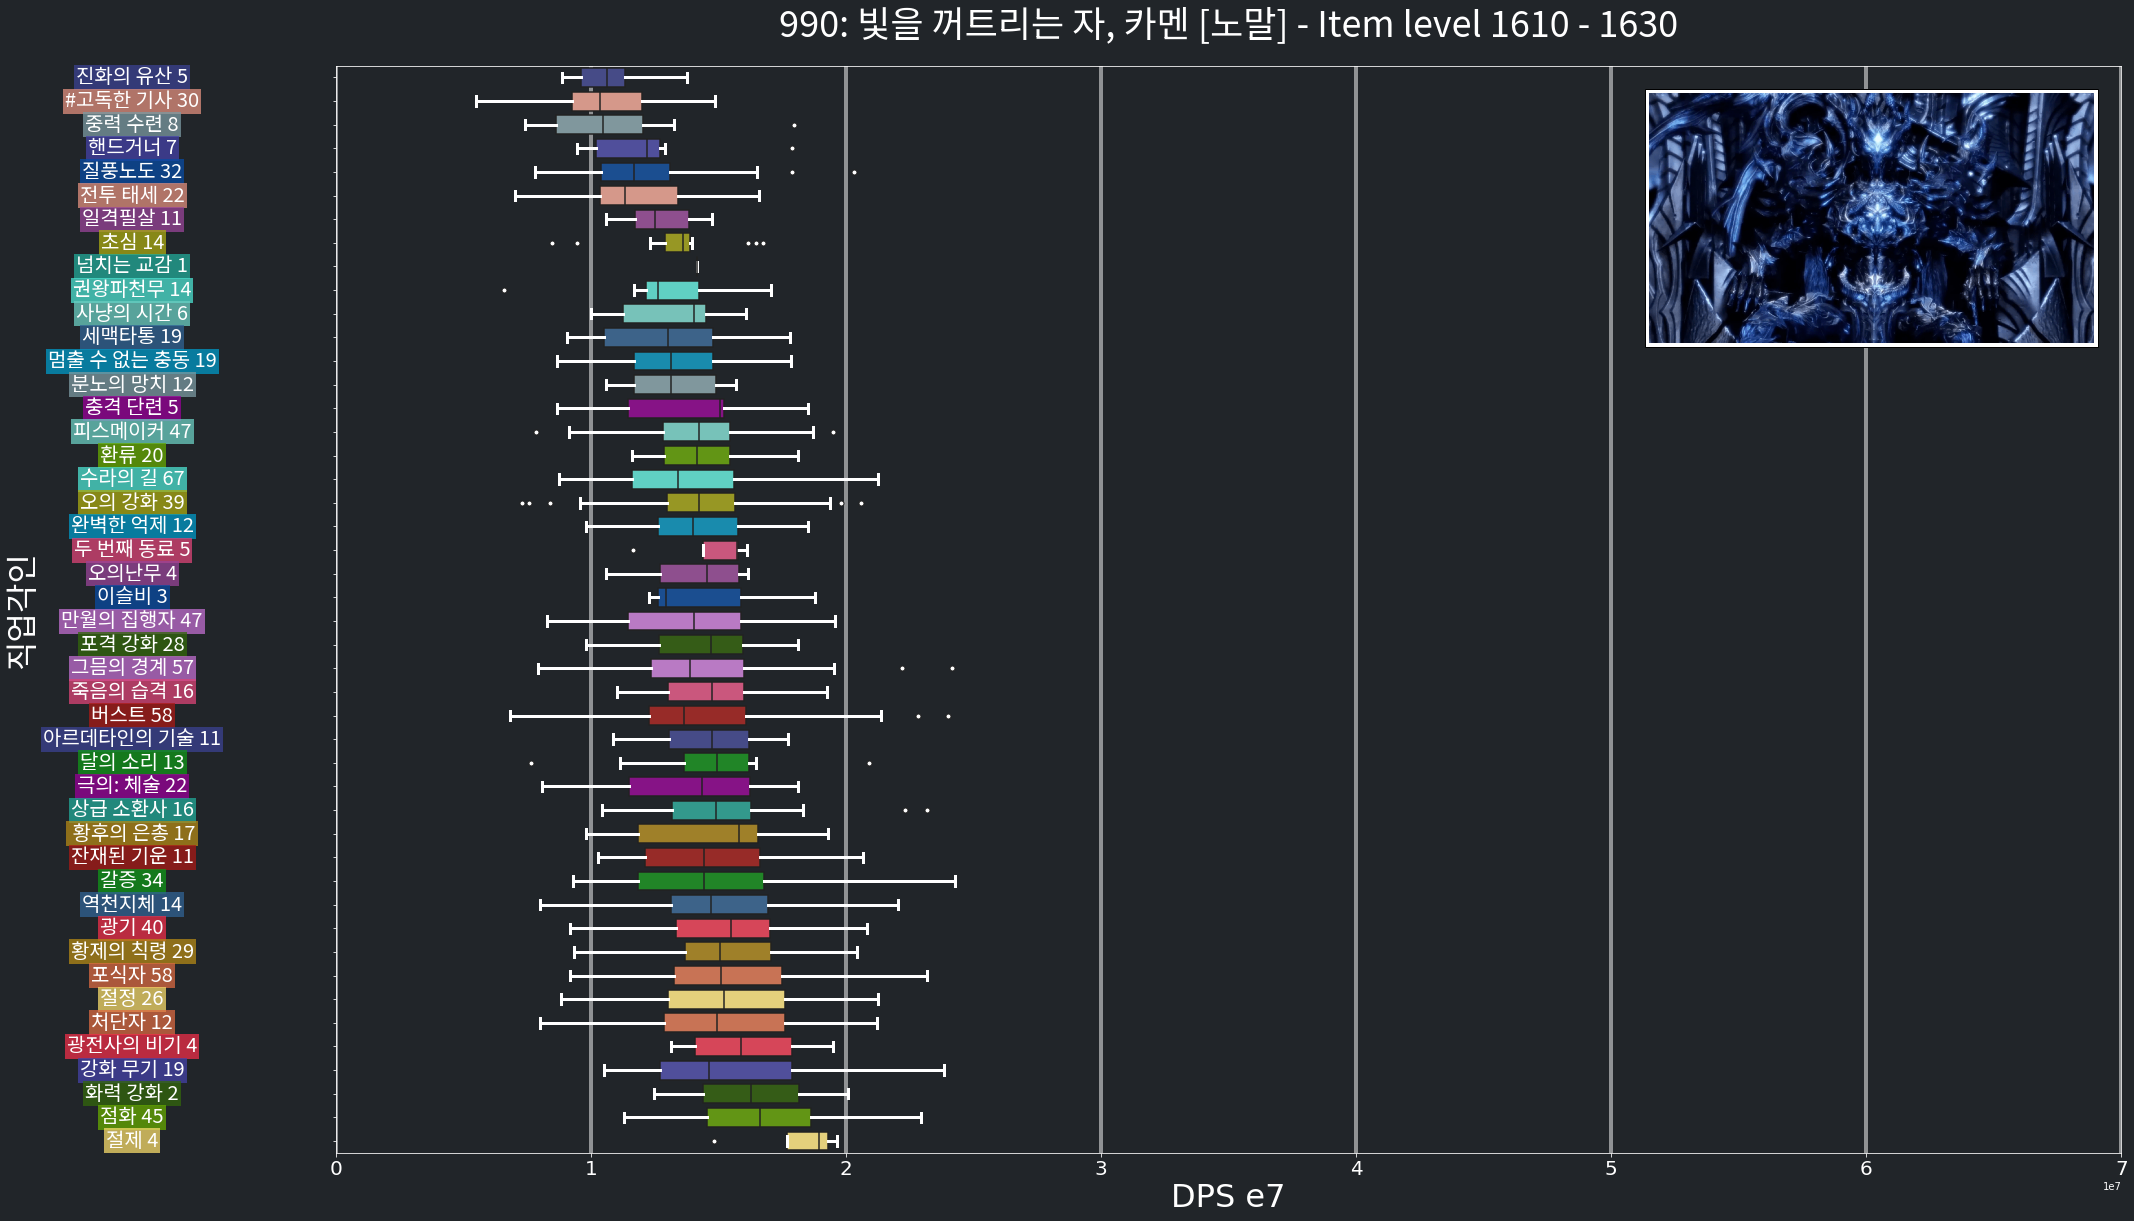 990: 빛을 꺼트리는 자, 카멘 [노말] - Item level 1610 - 1630
직업각인
진화의 유산 5
#고독한 기사 30
중력 수련 8
핸드거너 7
질풍노도 32
전투 태세 22
일격필살 11
초심 14
넘치는 교감 1
권왕파천무 14
사냥의 시간 6
세맥타통 19
멈출 수 없는 충동 19
분노의 망치 12
충격 단련 5
피스메이커 47
환류 20
수라의 길 67
오의 강화 39
완벽한 억제 12
두 번째 동료 5
오의난무 4
이슬비 3
만월의 집행자 47
포격 강화 28
그믐의 경계 57
죽음의 습격 16
버스트 58
아르데타인의 기술 11
달의 소리 13
극의: 체술 22
상급 소환사 16
황후의 은총 17
잔재된 기운 11
갈증 34
역천지체 14
광기 40
황제의 칙령 29
포식자 58
절정 26
처단자 12
광전사의 비기 4
강화 무기 19
화력 강화 2
점화 45
절제 4
0 1 2 3 4 5 6 7
1e7
DPS e7